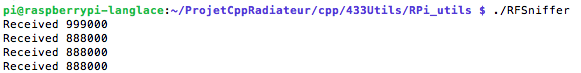 pi@raspberrypi-langlace:~/ProjetCppRadiateur/cpp/433Utils/RPi_utils $ ./RFSniffer
Received 999000
Received 888000
Received 888000
Received 888000